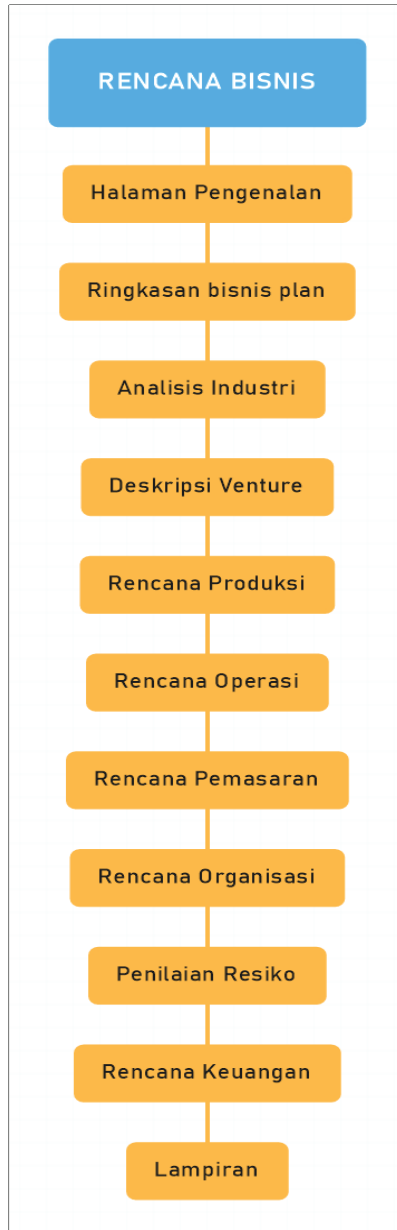 RENCANA BISNIS
Halaman Pengenalan
Ringkasan bisnis plan
Analisis Industri
Deskripsi Venture
Rencana Produksi
Rencana Operasi
Rencana Pemasaran
Rencana Organisasi
Penilaian Resiko
Rencana Keuangan
Lampiran